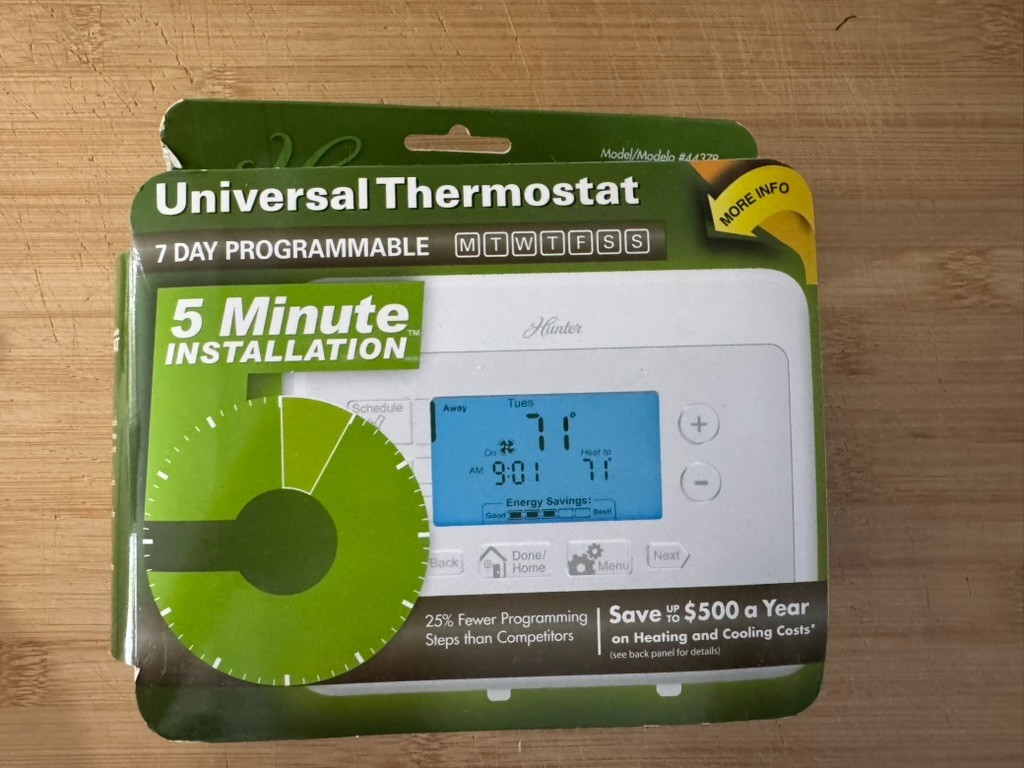 Model/Modelo #44378
Universal Thermostat
MORE INFO
7 DAY PROGRAMMABLE M T W T F S S
5 Minute™
INSTALLATION
Hunter
Schedule
Away
Tues
71°
On
Heat to
AM 9:01 71°
Energy Savings:
Good Best!
Back
Done/
Home
Menu
Next
25% Fewer Programming
Steps than Competitors
Save UP TO $500 a Year
on Heating and Cooling Costs*
(see back panel for details)